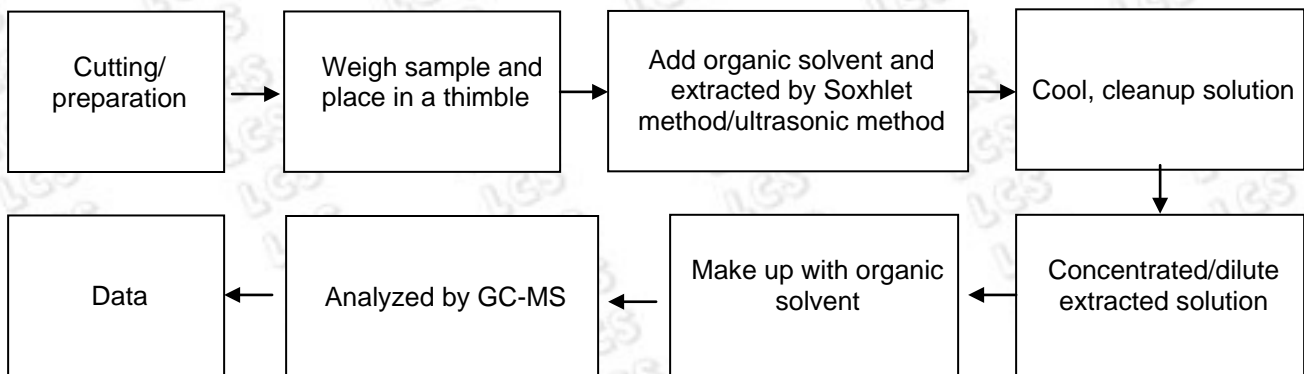 Cutting/
preparation
Weigh sample and
place in a thimble
Add organic solvent and
extracted by Soxhlet
method/ultrasonic method
Cool, cleanup solution
Concentrated/dilute
extracted solution
Make up with organic
solvent
Analyzed by GC-MS
Data